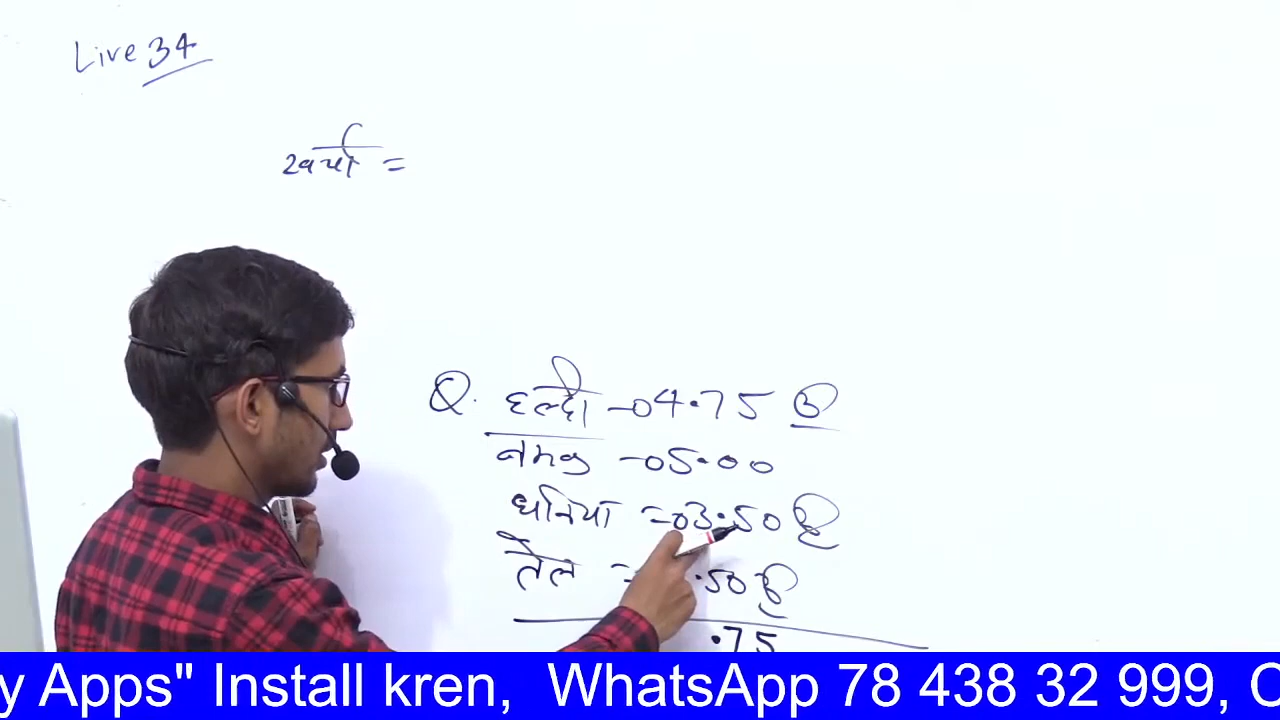 Live 34
खर्चा =
Q. हल्दी - 04.75 रु
नमक - 05.00
धनिया = 03.50 रु
तेल = .50 रु
.75
y Apps" Install kren, WhatsApp 78 438 32 999, C